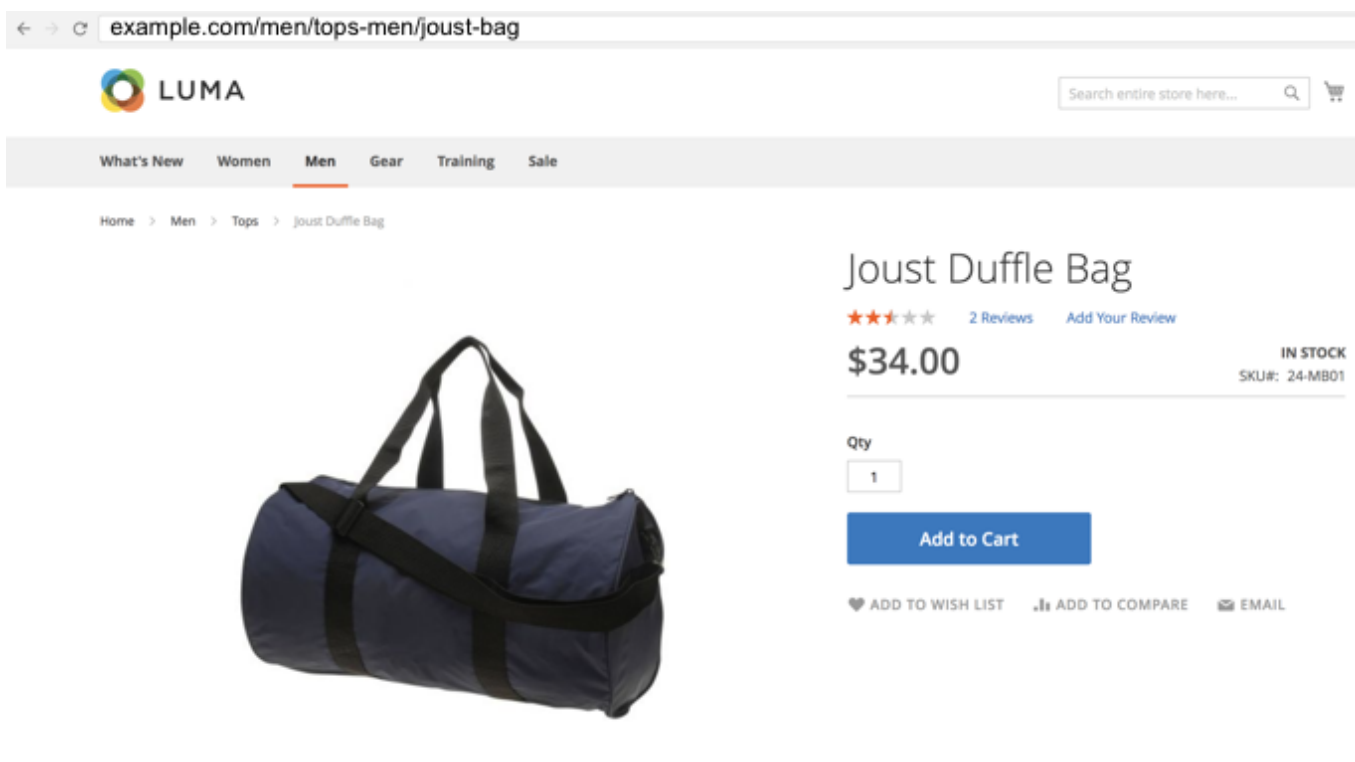 example.com/men/tops-men/joust-bag
LUMA
Search entire store here...
What's New Women Men Gear Training Sale
Home > Men > Tops > Joust Duffle Bag
Joust Duffle Bag
2 Reviews Add Your Review
$34.00
IN STOCK
SKU#: 24-MB01
Qty
1
Add to Cart
ADD TO WISH LIST ADD TO COMPARE EMAIL